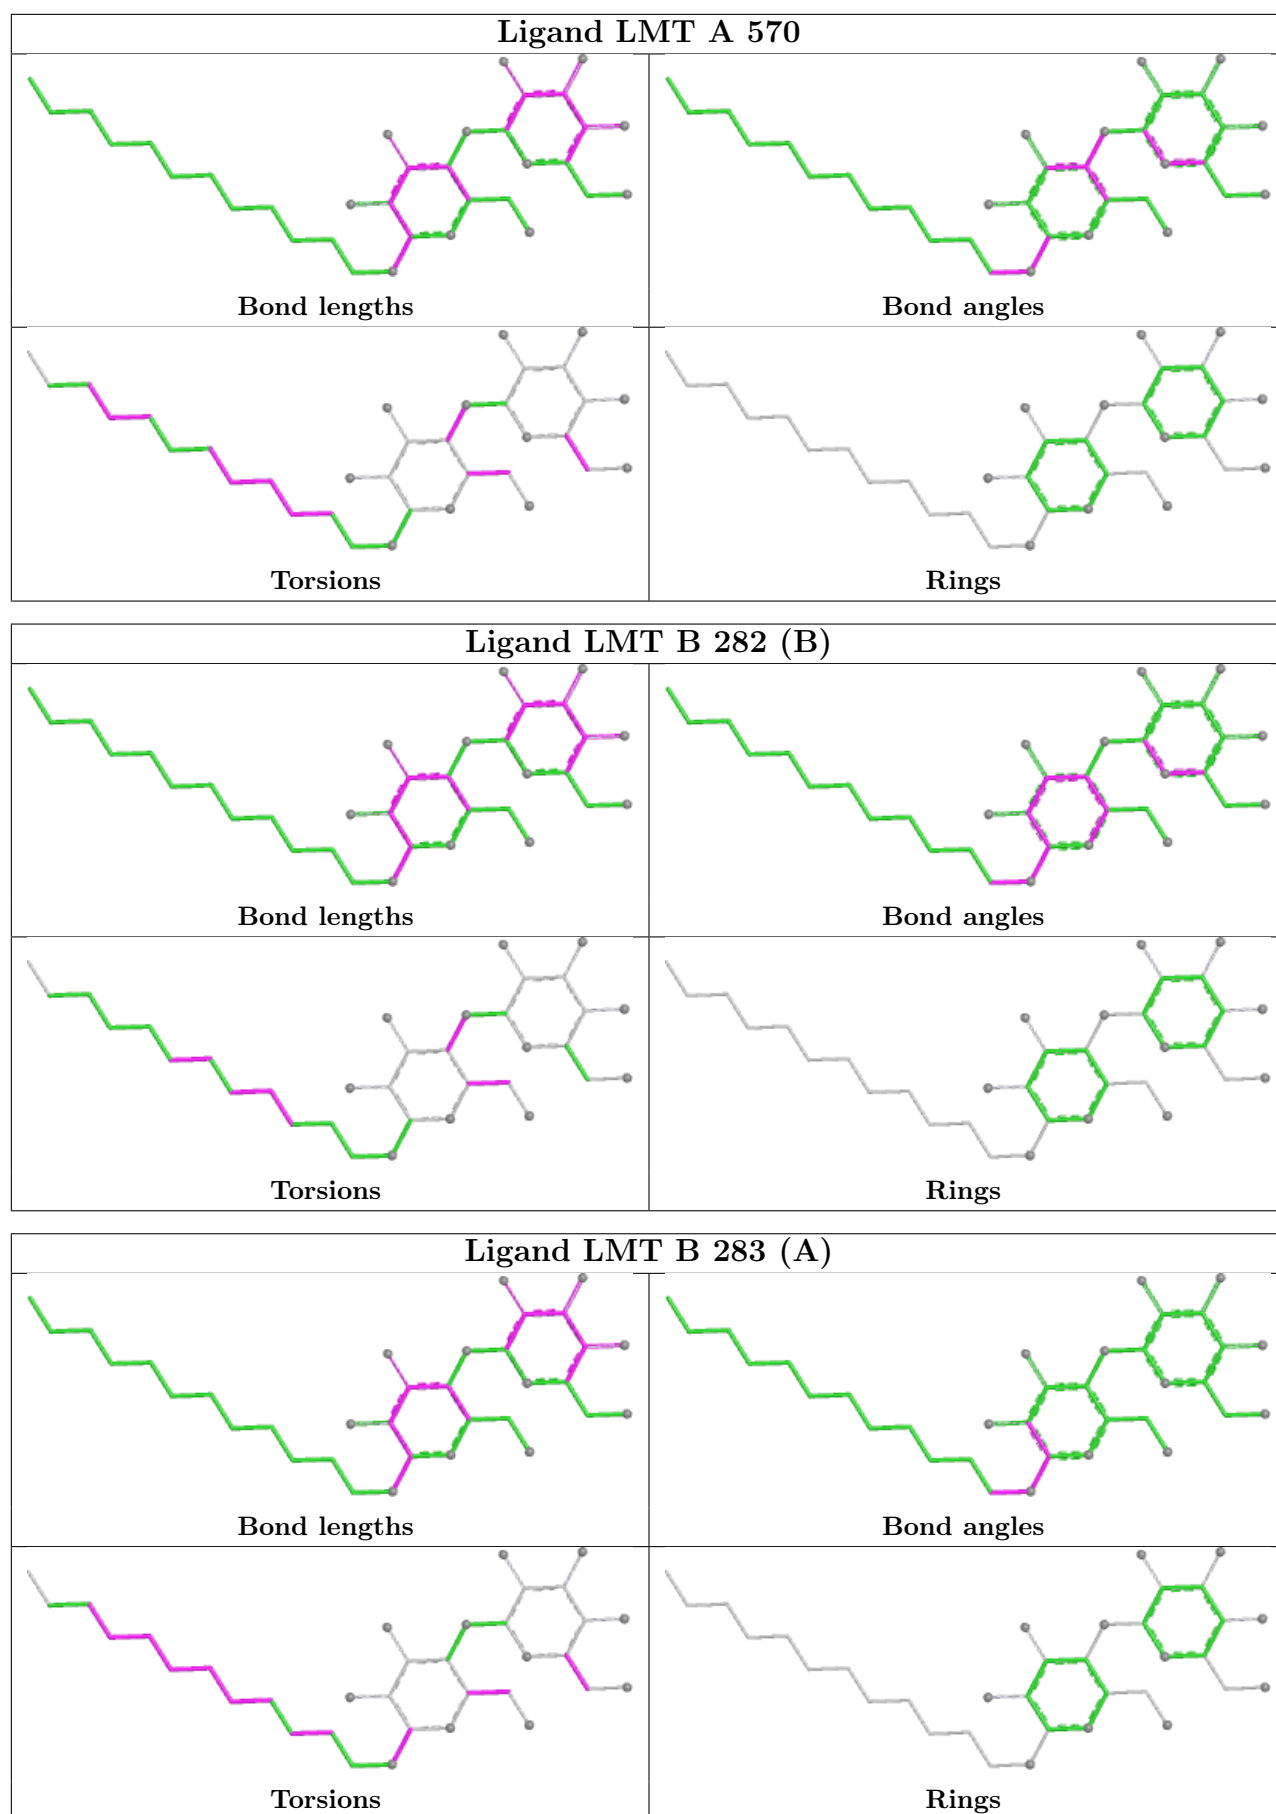 Ligand LMT A 570
Bond lengths
Bond angles
Torsions
Rings
Ligand LMT B 282 (B)
Bond lengths
Bond angles
Torsions
Rings
Ligand LMT B 283 (A)
Bond lengths
Bond angles
Torsions
Rings